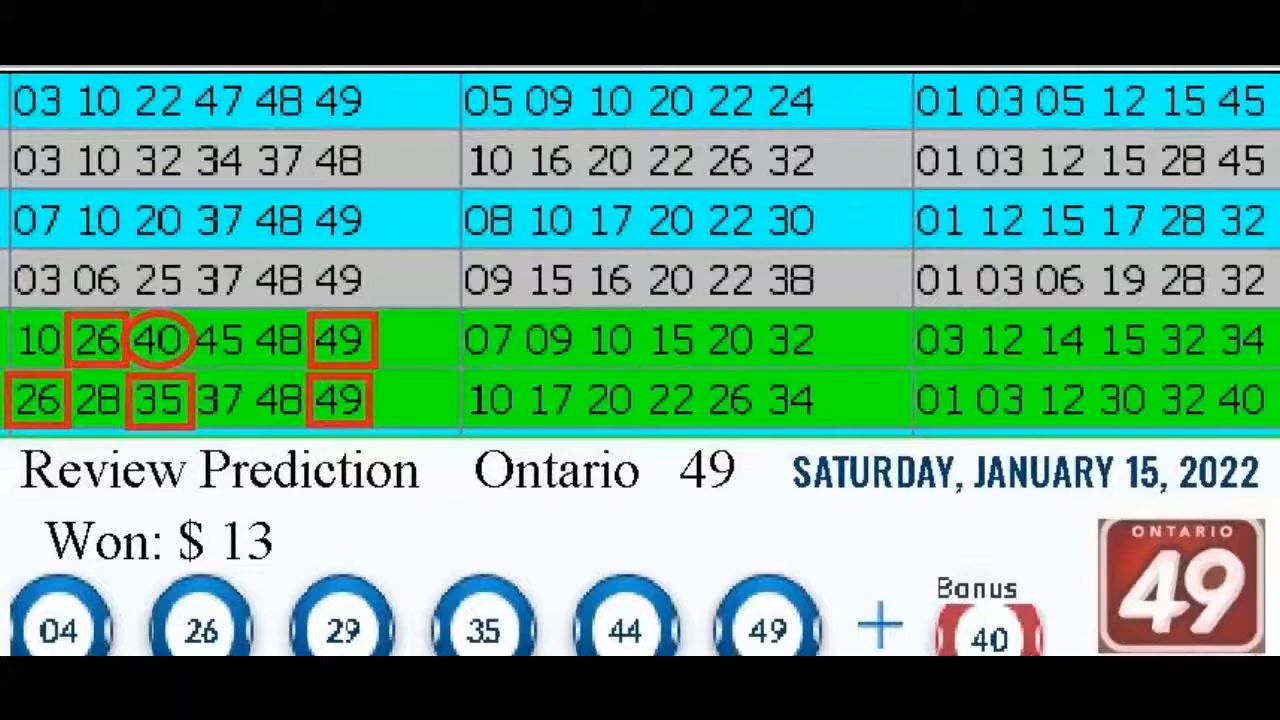 03 10 22 47 48 49 05 09 10 20 22 24 01 03 05 12 15 45
03 10 32 34 37 48 10 16 20 22 26 32 01 03 12 15 28 45
07 10 20 37 48 49 08 10 17 20 22 30 01 12 15 17 28 32
03 06 25 37 48 49 09 15 16 20 22 38 01 03 06 19 28 32
10 26 40 45 48 49 07 09 10 15 20 32 03 12 14 15 32 34
26 28 35 37 48 49 10 17 20 22 26 34 01 03 12 30 32 40
Review Prediction Ontario 49 SATURDAY, JANUARY 15, 2022
Won: $ 13
ONTARIO
49
Bonus
04 26 29 35 44 49 + 40